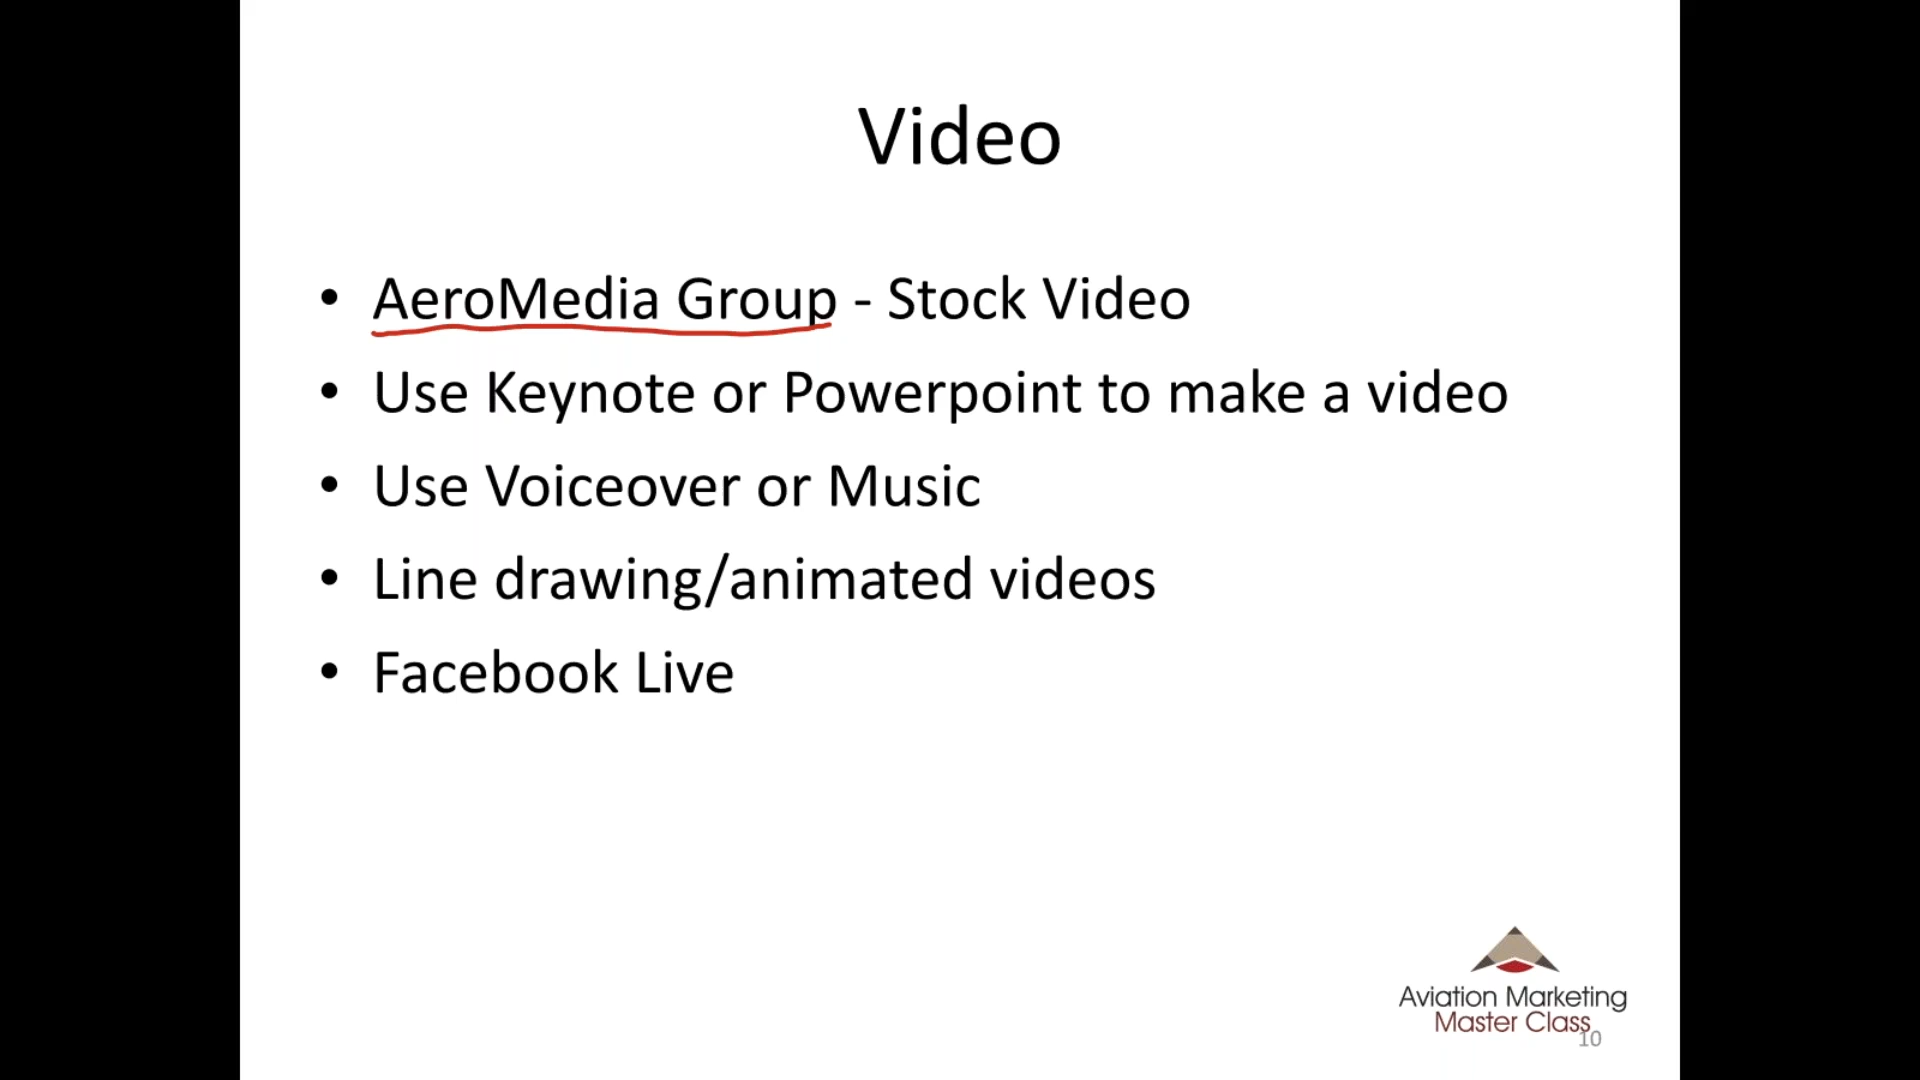 Video
• AeroMedia Group - Stock Video
• Use Keynote or Powerpoint to make a video
• Use Voiceover or Music
• Line drawing/animated videos
• Facebook Live
Aviation Marketing
Master Class
10